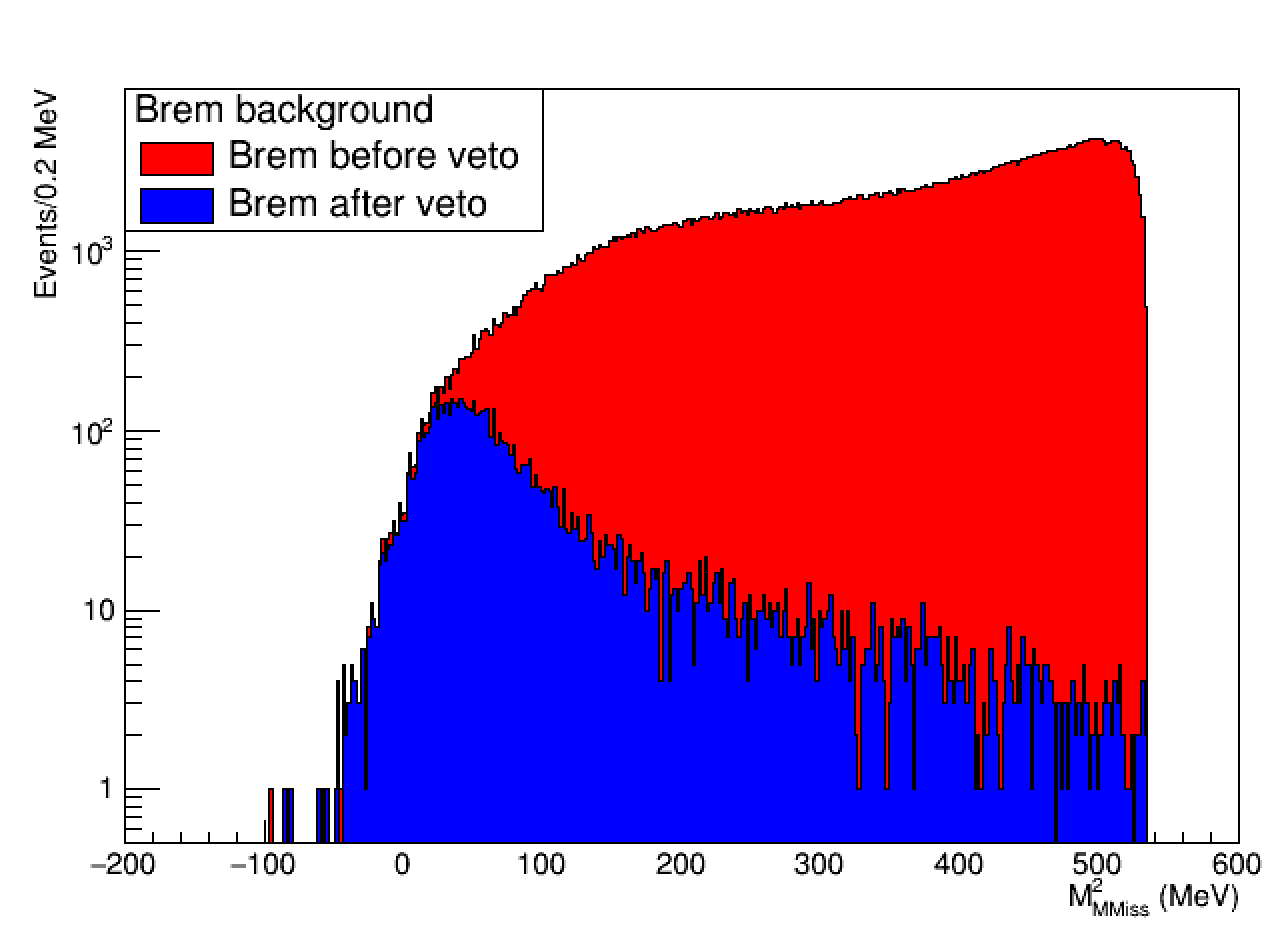 Brem background
Brem before veto
Brem after veto
Events/0.2 MeV
10³
10²
10
1
−200 −100 0 100 200 300 400 500 600
M²MMiss (MeV)